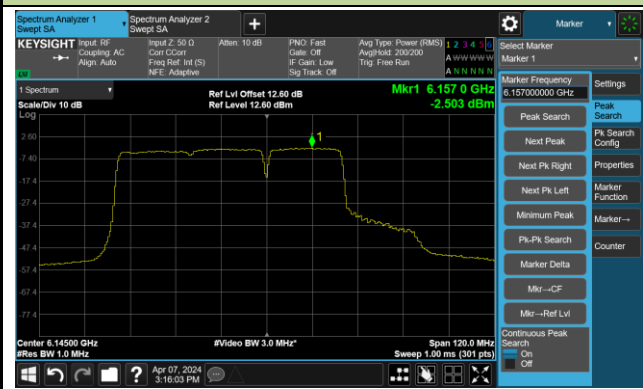 Spectrum Analyzer 1
Swept SA
Spectrum Analyzer 2
Swept SA
Marker
KEYSIGHT
Input: RF
Coupling: AC
Align: Auto
Input Z: 50 Ω
Corr CCorr
Freq Ref: Int (S)
NFE: Adaptive
Atten: 10 dB
PNO: Fast
Gate: Off
IF Gain: Low
Sig Track: Off
Avg Type: Power (RMS)
Avg|Hold: 200/200
Trig: Free Run
1 2 3 4 5 6
A W W W W W
A N N N N N
Select Marker
Marker 1
1 Spectrum
Scale/Div 10 dB
Log
Ref Lvl Offset 12.60 dB
Ref Level 12.60 dBm
Mkr1 6.157 0 GHz
-2.503 dBm
1
2.60
-7.40
-17.4
-27.4
-37.4
-47.4
-57.4
-67.4
-77.4
Center 6.14500 GHz
#Res BW 1.0 MHz
#Video BW 3.0 MHz*
Span 120.0 MHz
Sweep 1.00 ms (301 pts)
Marker Frequency
6.157000000 GHz
Peak Search
Next Peak
Next Pk Right
Next Pk Left
Minimum Peak
Pk-Pk Search
Marker Delta
Mkr→CF
Mkr→Ref Lvl
Continuous Peak
Search
On
Off
Settings
Peak
Search
Pk Search
Config
Properties
Marker
Function
Marker→
Counter
Apr 07, 2024
3:16:03 PM